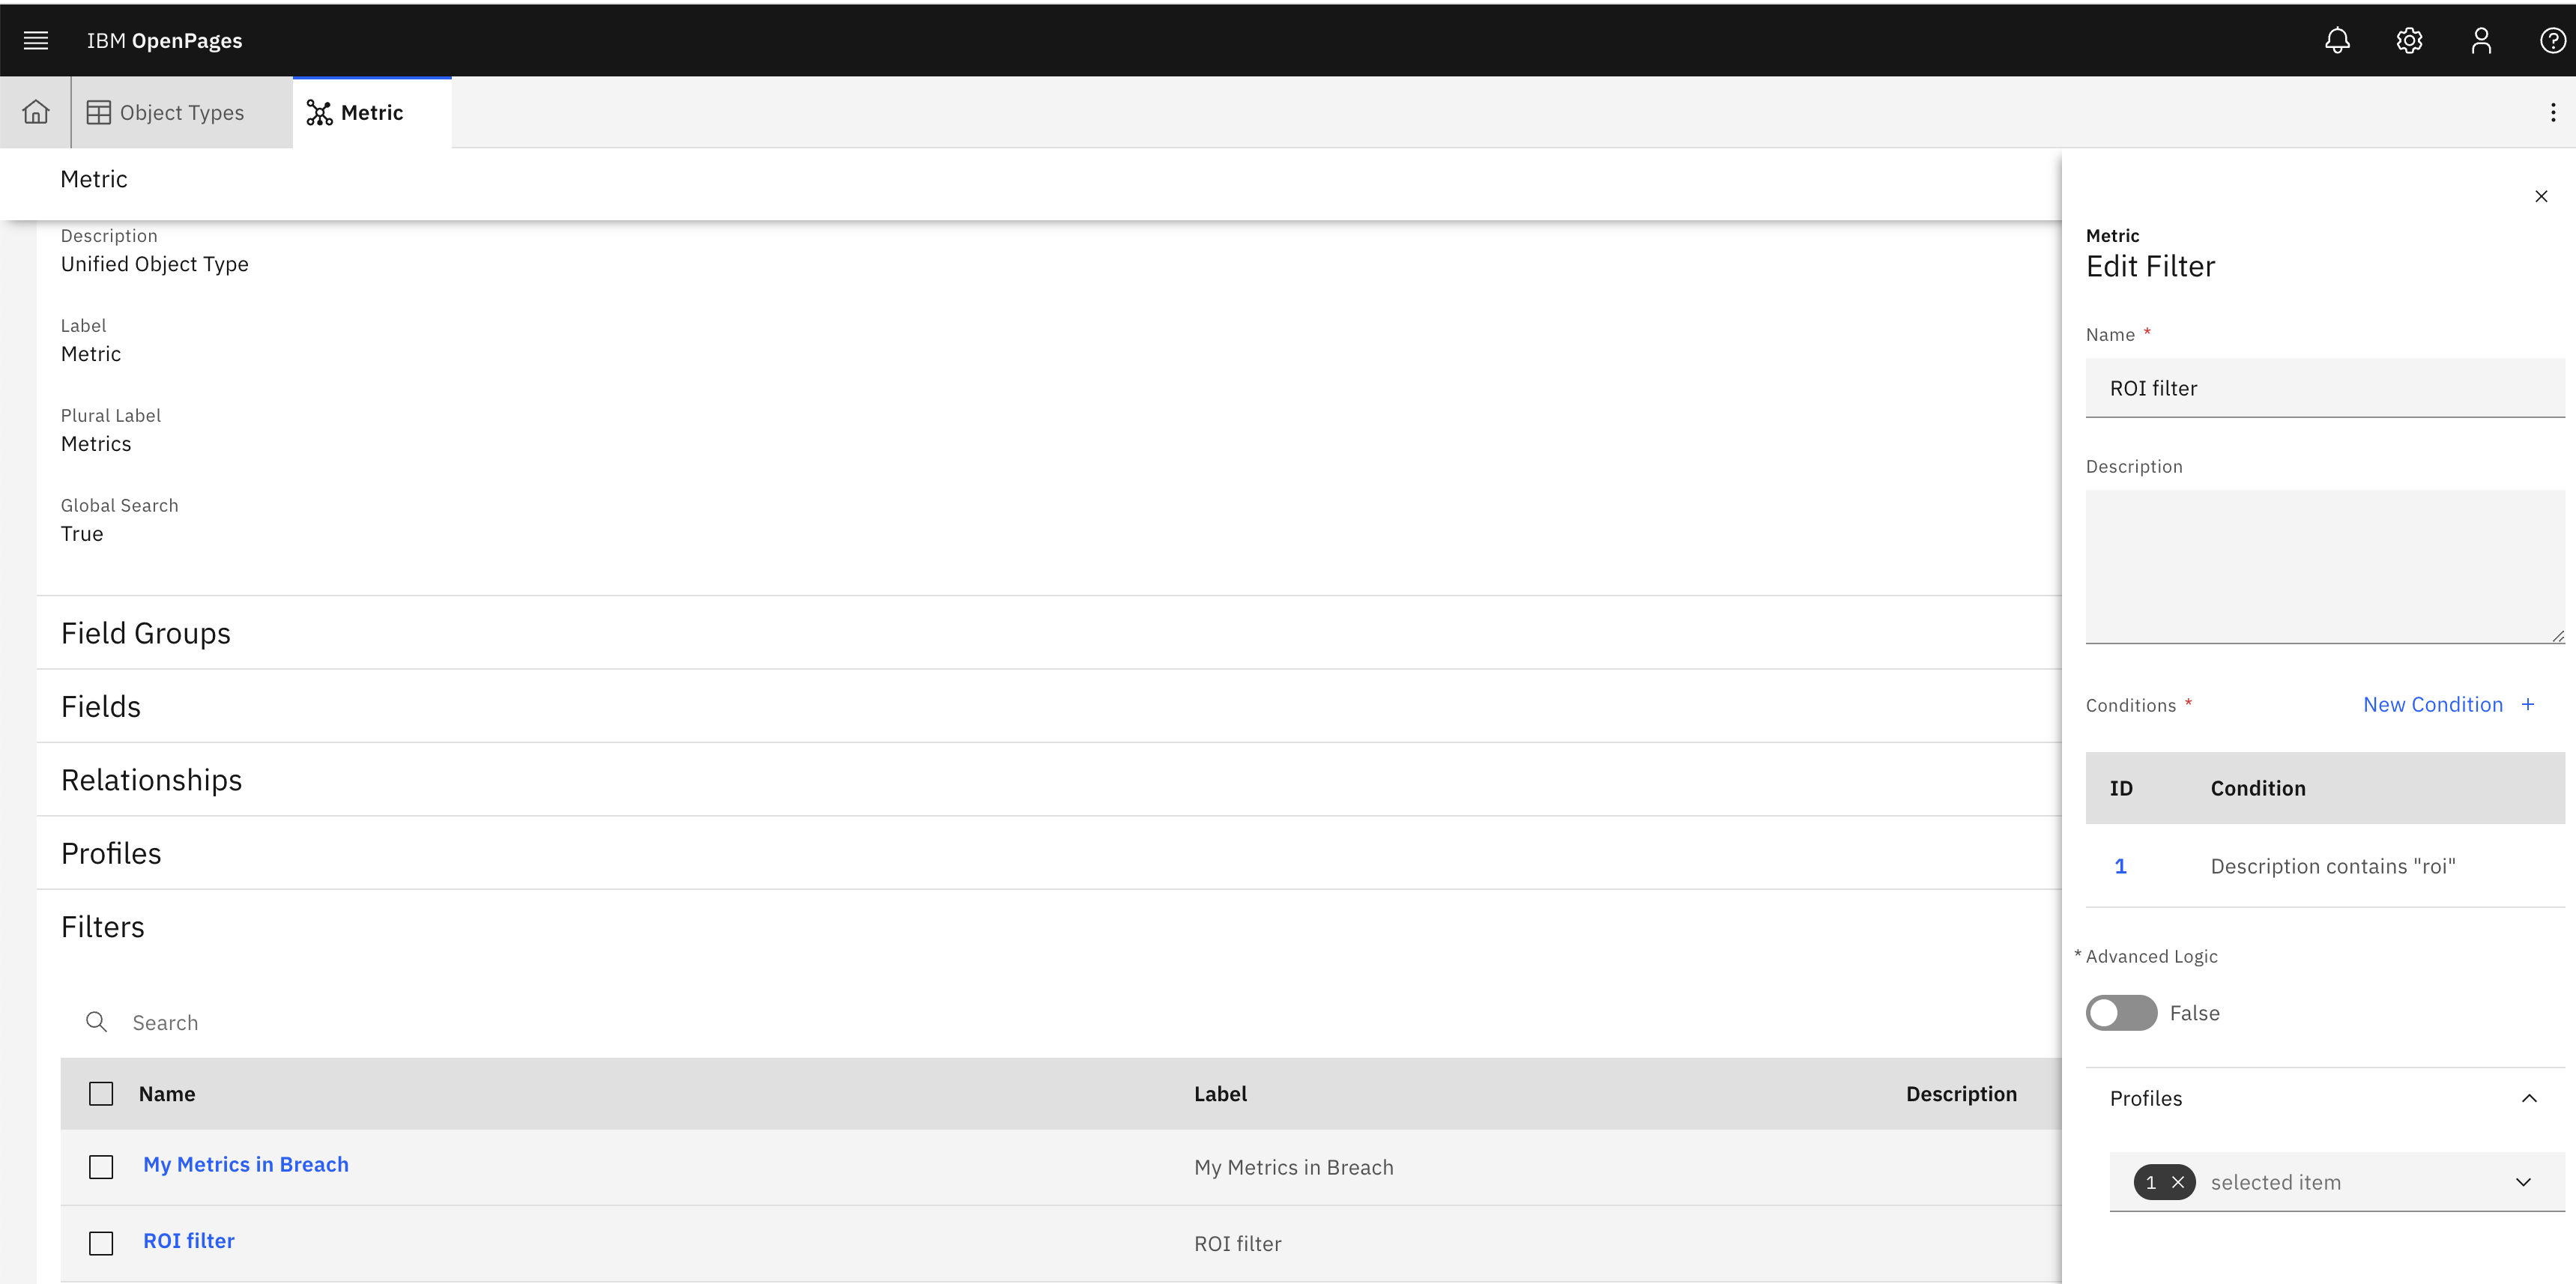 IBM OpenPages
Object Types
Metric
Metric
Description
Unified Object Type
Label
Metric
Plural Label
Metrics
Global Search
True
Field Groups
Fields
Relationships
Profiles
Filters
Search
Name Label Description
My Metrics in Breach My Metrics in Breach
ROI filter ROI filter
Metric
Edit Filter
Name *
ROI filter
Description
Conditions * New Condition +
ID Condition
1 Description contains "roi"
* Advanced Logic
False
Profiles
1 × selected item